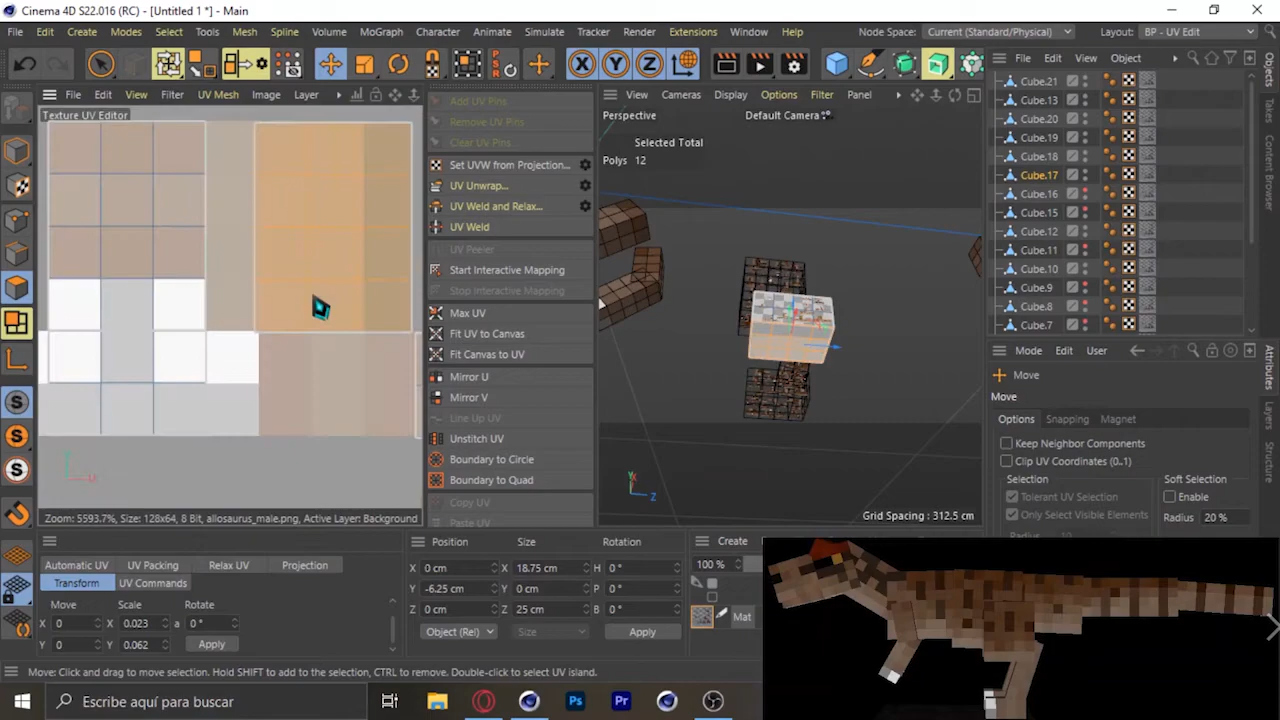 Cinema 4D S22.016 (RC) - [Untitled 1 *] - Main
File Edit Create Modes Select Tools Mesh Spline Volume MoGraph Character Animate Simulate Tracker Render Extensions Window Help Node Space: Current (Standard/Physical) Layout: BP - UV Edit
File Edit View Filter UV Mesh Image Layer
Texture UV Editor
Zoom: 5593.7%, Size: 128x64, 8 Bit, allosaurus_male.png, Active Layer: Background
Add UV Pins
Remove UV Pins
Clear UV Pins
Set UVW from Projection...
UV Unwrap...
UV Weld and Relax...
UV Weld
UV Peeler
Start Interactive Mapping
Stop Interactive Mapping
Max UV
Fit UV to Canvas
Fit Canvas to UV
Mirror U
Mirror V
Line Up UV
Unstitch UV
Boundary to Circle
Boundary to Quad
Copy UV
Paste UV
View Cameras Display Options Filter Panel
Perspective Default Camera
Selected Total
Polys 12
Y
Z
Grid Spacing : 312.5 cm
File Edit Object
Cube.21
Cube.13
Cube.20
Cube.19
Cube.18
Cube.17
Cube.16
Cube.15
Cube.12
Cube.11
Cube.10
Cube.9
Cube.8
Cube.7
Objects
Takes
Content Browser
Mode Edit User
Move
Move
Options Snapping Magnet
Keep Neighbor Components
Clip UV Coordinates (0..1)
Selection Soft Selection
Tolerant UV Selection Enable
Only Select Visible Elements Radius 20 %
Attributes
Layers
Structure
Automatic UV UV Packing Relax UV Projection
Transform UV Commands
Move Scale Rotate
X 0 X 0.023 a 0 °
Y 0 Y 0.062 Apply
Position Size Rotation
X 0 cm X 18.75 cm H 0 °
Y -6.25 cm Y 0 cm P 0 °
Z 0 cm Z 25 cm B 0 °
Object (Rel) Size Apply
Create
100 %
Mat
Move: Click and drag to move selection. Hold SHIFT to add to the selection, CTRL to remove. Double-click to select UV island.
Escribe aquí para buscar
Ps
Pr